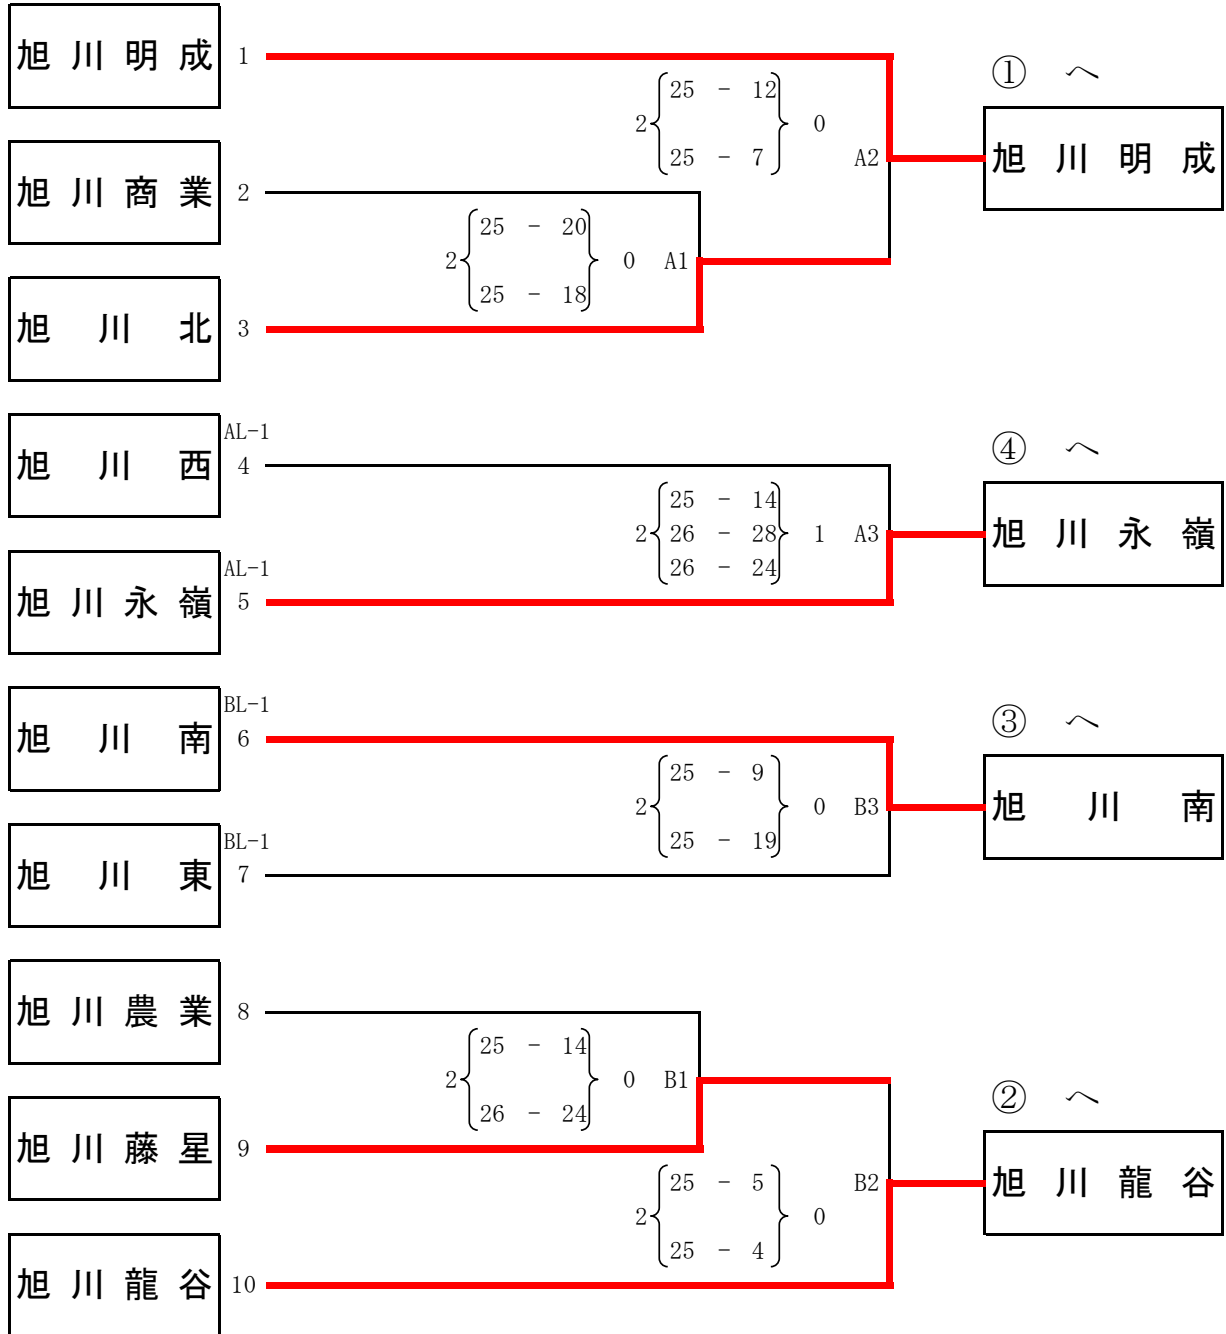 旭川明成 1
① へ
25 - 12
2 0
25 - 7
A2
旭川明成
旭川商業 2
25 - 20
2 0 A1
25 - 18
旭川北 3
AL-1
旭川西 4
④ へ
25 - 14
2 26 - 28 1 A3
26 - 24
旭川永嶺
AL-1
旭川永嶺 5
BL-1
旭川南 6
③ へ
25 - 9
2 0 B3
25 - 19
旭川南
BL-1
旭川東 7
旭川農業 8
25 - 14
2 0 B1
26 - 24
② へ
旭川藤星 9
25 - 5
2 0
25 - 4
B2
旭川龍谷
旭川龍谷 10